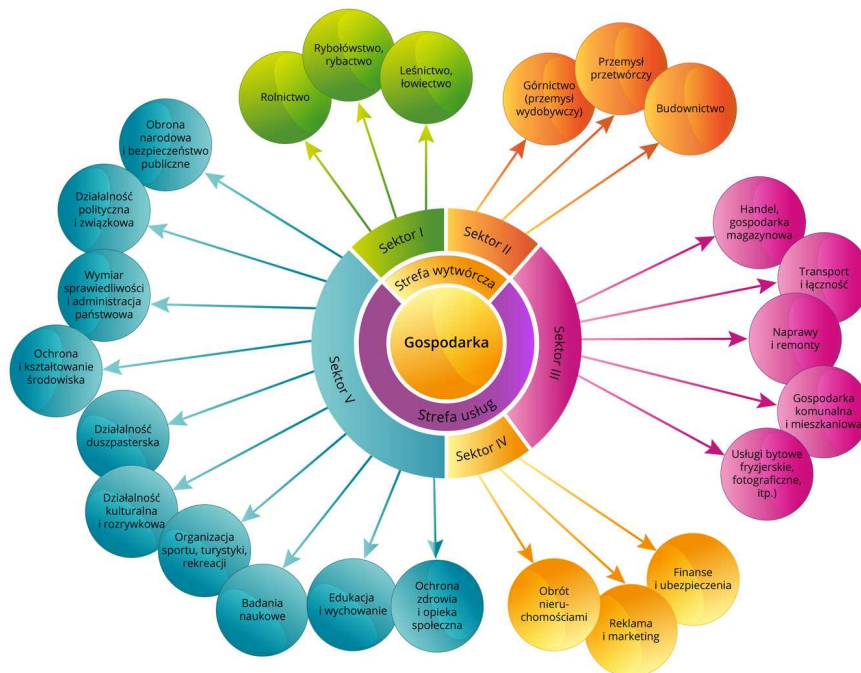 Rolnictwo
Rybołówstwo,
rybactwo
Leśnictwo,
łowiectwo
Górnictwo
(przemysł
wydobywczy)
Przemysł
przetwórczy
Budownictwo
Obrona
narodowa
i bezpieczeństwo
publiczne
Działalność
polityczna
i związkowa
Wymiar
sprawiedliwości
i administracja
państwowa
Ochrona
i kształtowanie
środowiska
Działalność
duszpasterska
Działalność
kulturalna
i rozrywkowa
Organizacja
sportu, turystyki,
rekreacji
Badania
naukowe
Edukacja
i wychowanie
Ochrona
zdrowia
i opieka
społeczna
Sektor I
Sektor II
Strefa wytwórcza
Gospodarka
Strefa usług
Sektor V
Sektor III
Sektor IV
Handel,
gospodarka
magazynowa
Transport
i łączność
Naprawy
i remonty
Gospodarka
komunalna
i mieszkaniowa
Usługi bytowe
fryzjerskie,
fotograficzne,
itp.)
Finanse
i ubezpieczenia
Reklama
i marketing
Obrót
nieru-
chomościami